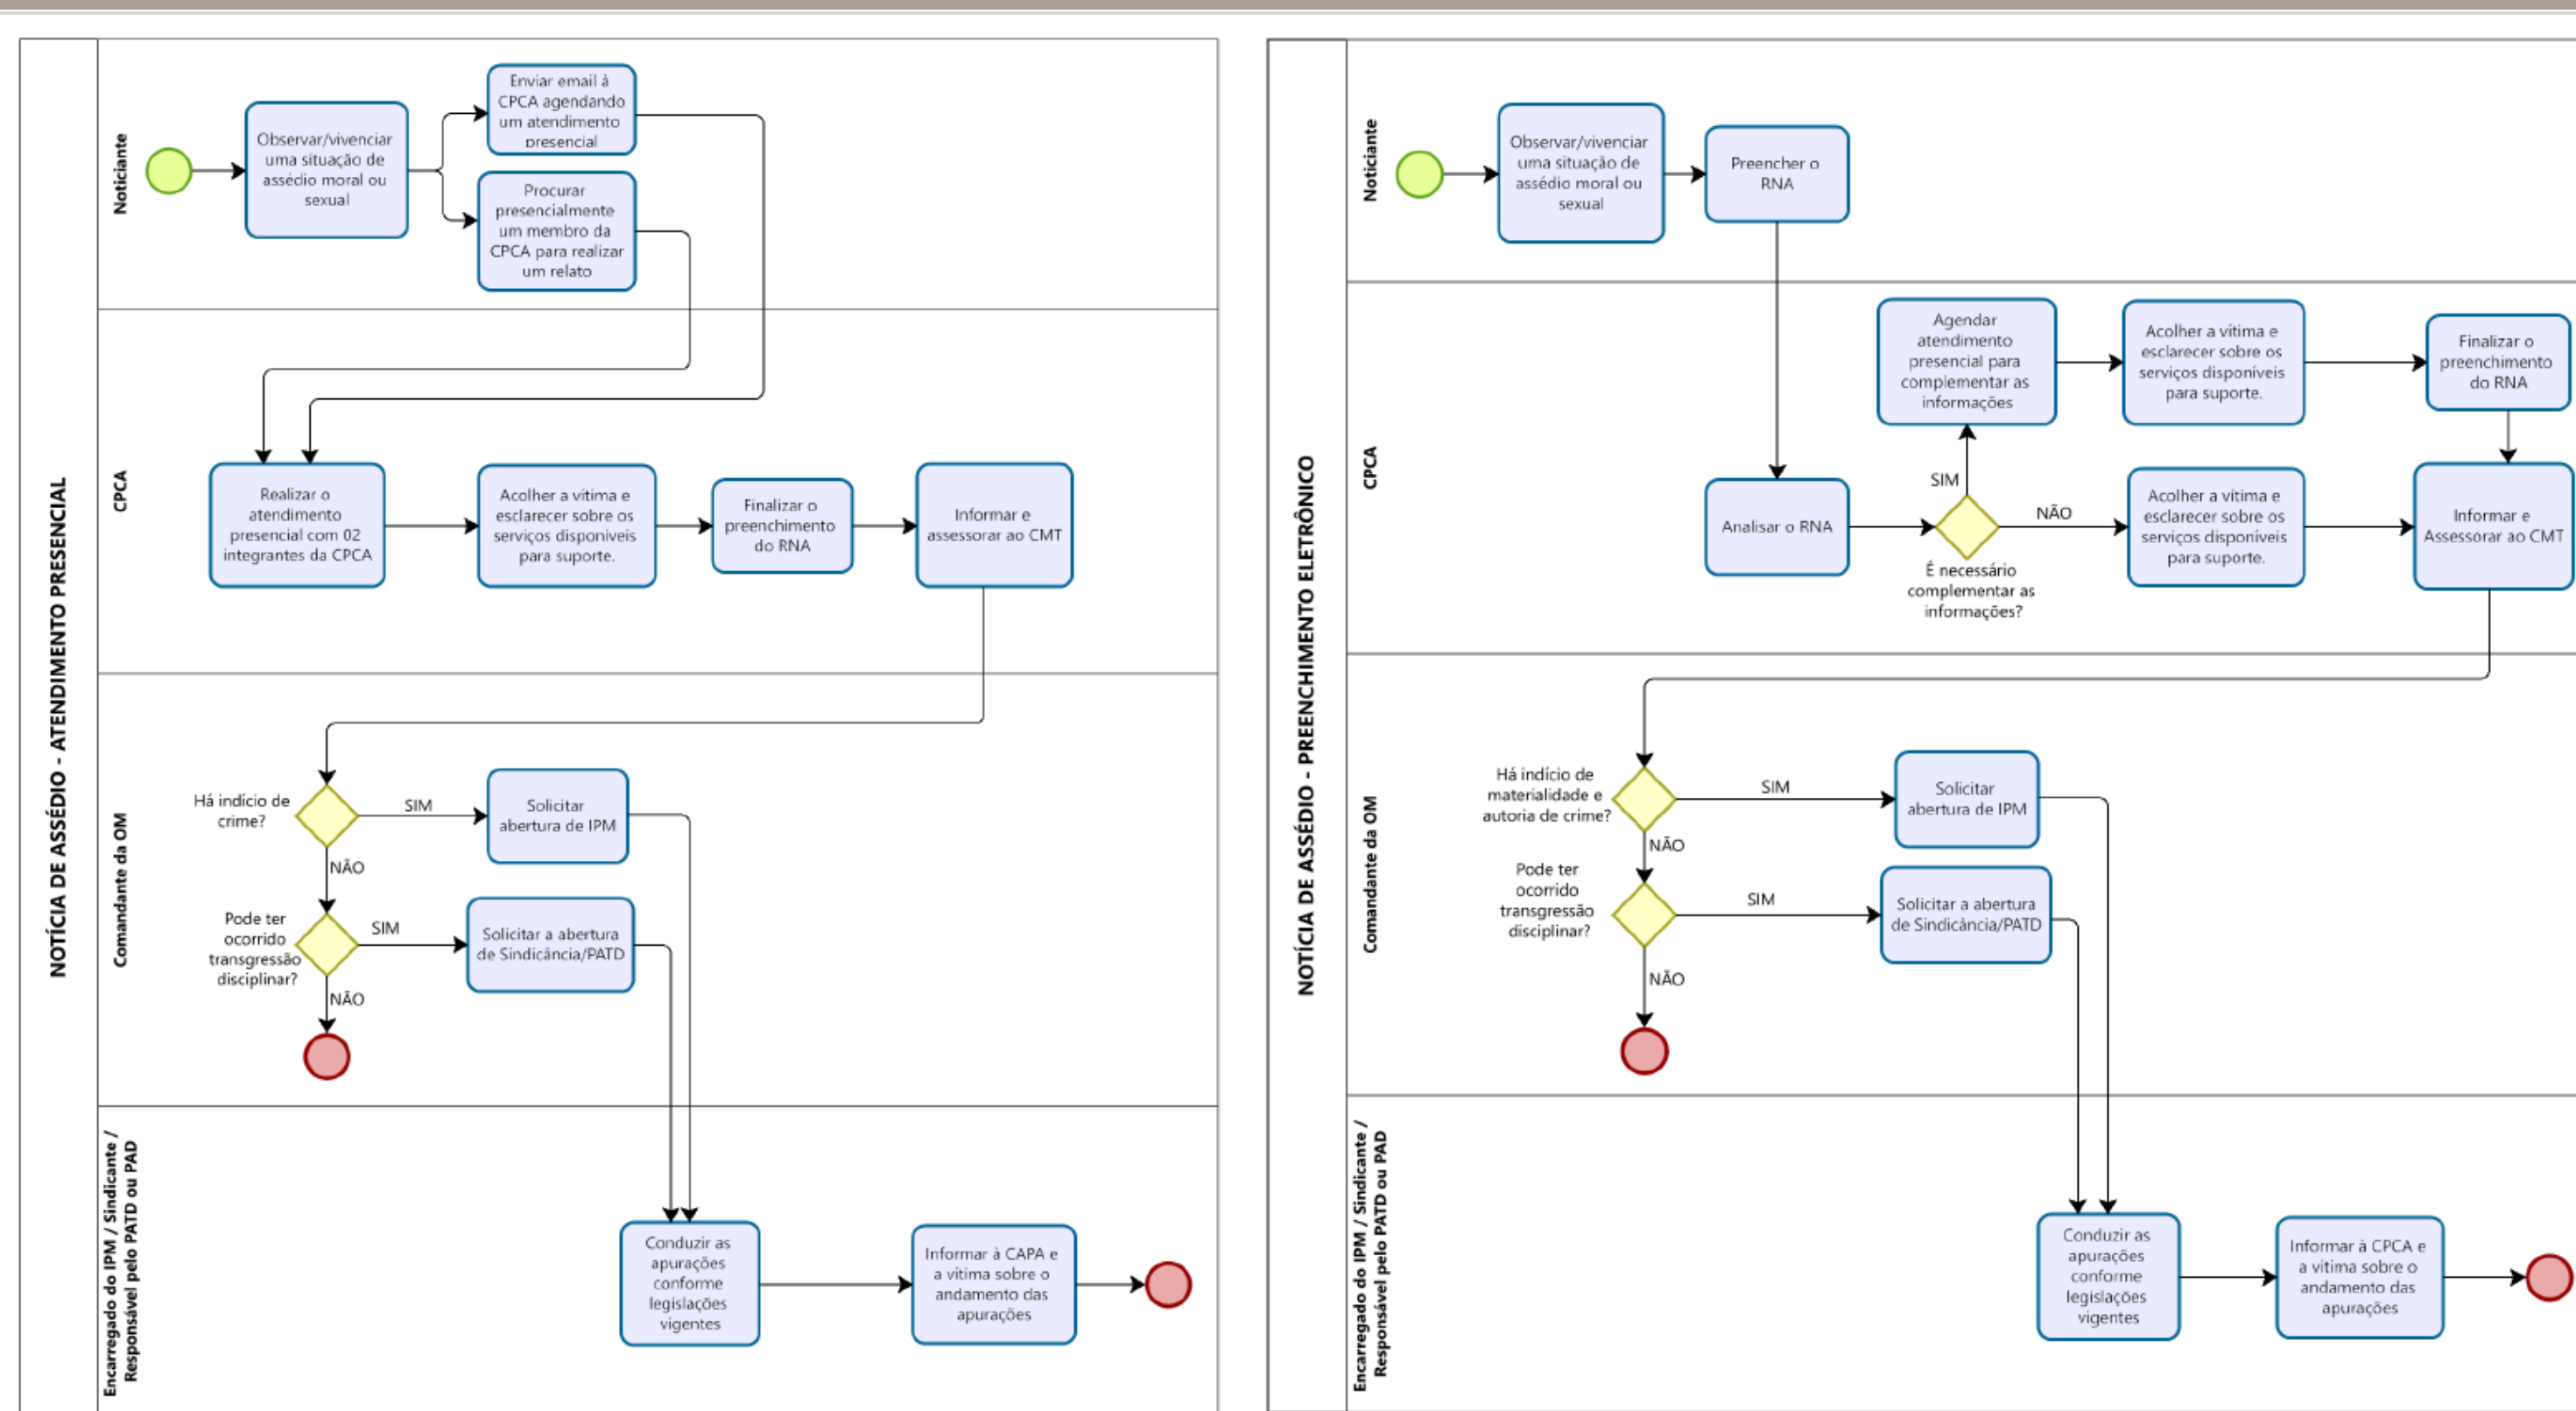 NOTÍCIA DE ASSÉDIO - ATENDIMENTO PRESENCIAL
Noticiante
Observar/vivenciar
uma situação de
assédio moral ou
sexual
Enviar email à
CPCA agendando
um atendimento
presencial
Procurar
presencialmente
um membro da
CPCA para realizar
um relato
CPCA
Realizar o
atendimento
presencial com 02
integrantes da CPCA
Acolher a vítima e
esclarecer sobre os
serviços disponíveis
para suporte.
Finalizar o
preenchimento
do RNA
Informar e
assessorar ao CMT
Comandante da OM
Há indício de
crime?
SIM
Solicitar
abertura de IPM
NÃO
Pode ter
ocorrido
transgressão
disciplinar?
SIM
Solicitar a abertura
de Sindicância/PATD
NÃO
Encarregado do IPM / Sindicante /
Responsável pelo PATD ou PAD
Conduzir as
apurações
conforme
legislações
vigentes
Informar à CAPA e
a vítima sobre o
andamento das
apurações
NOTÍCIA DE ASSÉDIO - PREENCHIMENTO ELETRÔNICO
Noticiante
Observar/vivenciar
uma situação de
assédio moral ou
sexual
Preencher o
RNA
CPCA
Analisar o RNA
É necessário
complementar as
informações?
SIM
Agendar
atendimento
presencial para
complementar as
informações
Acolher a vítima e
esclarecer sobre os
serviços disponíveis
para suporte.
Finalizar o
preenchimento
do RNA
NÃO
Acolher a vítima e
esclarecer sobre os
serviços disponíveis
para suporte.
Informar e
Assessorar ao CMT
Comandante da OM
Há indício de
materialidade e
autoria de crime?
SIM
Solicitar
abertura de IPM
NÃO
Pode ter
ocorrido
transgressão
disciplinar?
SIM
Solicitar a abertura
de Sindicância/PATD
NÃO
Encarregado do IPM / Sindicante /
Responsável pelo PATD ou PAD
Conduzir as
apurações
conforme
legislações
vigentes
Informar à CPCA e
a vítima sobre o
andamento das
apurações